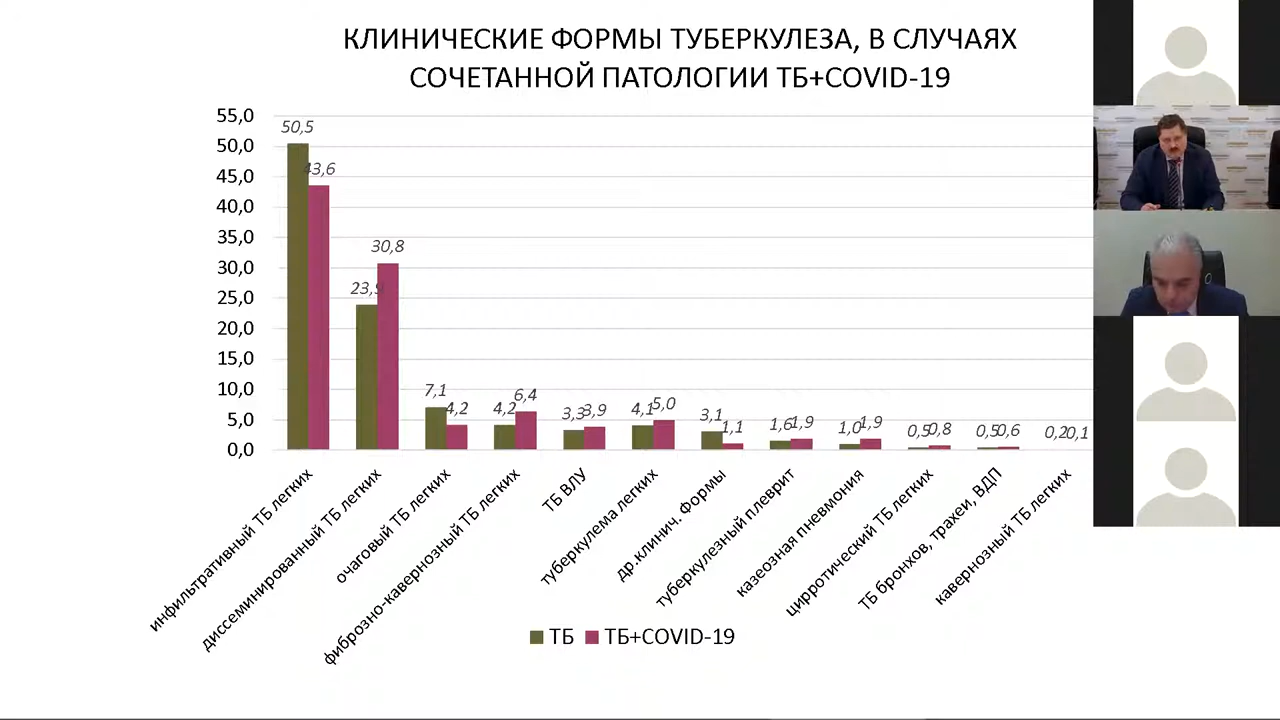 КЛИНИЧЕСКИЕ ФОРМЫ ТУБЕРКУЛЕЗА, В СЛУЧАЯХ
СОЧЕТАННОЙ ПАТОЛОГИИ ТБ+COVID-19
55,0
50,0
45,0
40,0
35,0
30,0
25,0
20,0
15,0
10,0
5,0
0,0
50,5
43,6
23,9
30,8
7,1
4,2
4,2
6,4
3,3
3,9
4,1
5,0
3,1
1,1
1,6
1,9
1,0
1,9
0,5
0,8
0,5
0,6
0,2
0,1
инфильтративный ТБ легких
диссеминированный ТБ легких
очаговый ТБ легких
фиброзно-кавернозный ТБ легких
ТБ ВЛУ
туберкулема легких
др.клинич. формы
туберкулезный плеврит
казеозная пневмония
цирротический ТБ легких
ТБ бронхов, трахеи, ВДП
кавернозный ТБ легких
ТБ
ТБ+COVID-19